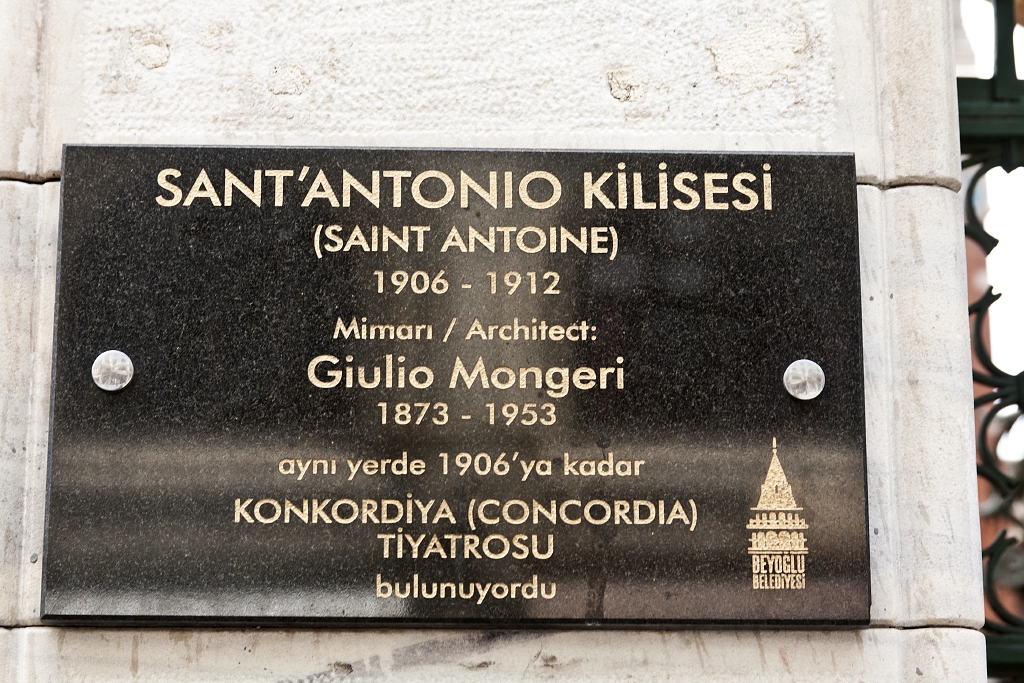 SANT'ANTONIO KİLİSESİ
(SAINT ANTOINE)
1906 - 1912
Mimarı / Architect:
Giulio Mongeri
1873 - 1953
aynı yerde 1906'ya kadar
KONKORDİYA (CONCORDIA)
TİYATROSU
bulunuyordu
BEYOĞLU
BELEDİYESİ